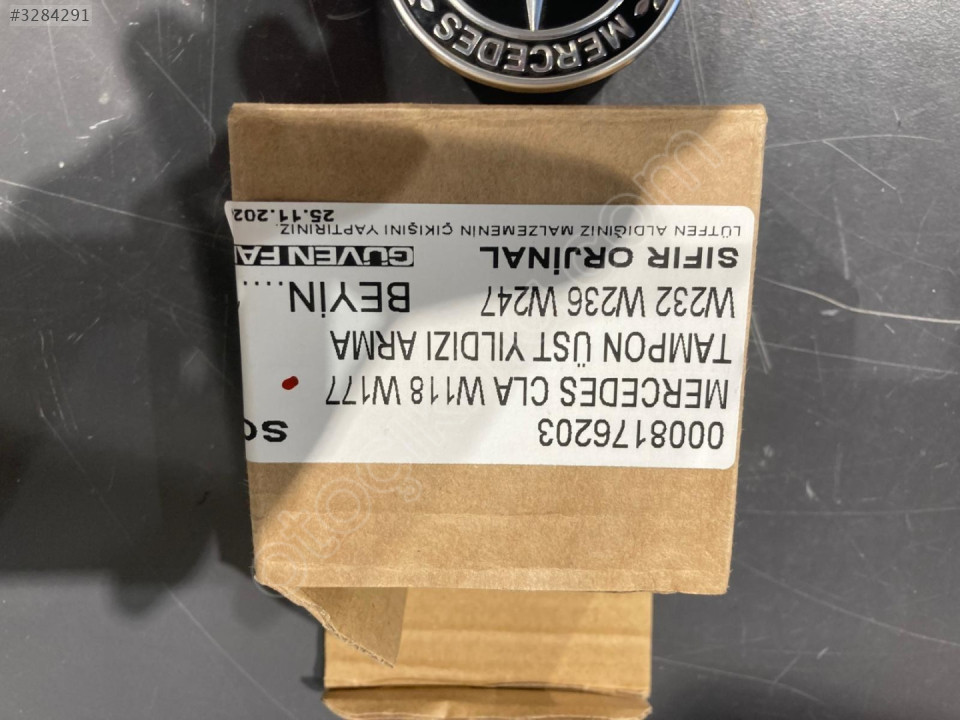 #3284291
MERCEDES
0008176203
SO
MERCEDES CLA W118 W177
TAMPON ÜST YILDIZI ARMA
W232 W236 W247
BEYİN....
SIFIR ORJİNAL
GÜVEN FA
LÜTFEN ALDIĞINIZ MALZEMENİN ÇIKIŞINI YAPTIRINIZ.
25.11.202